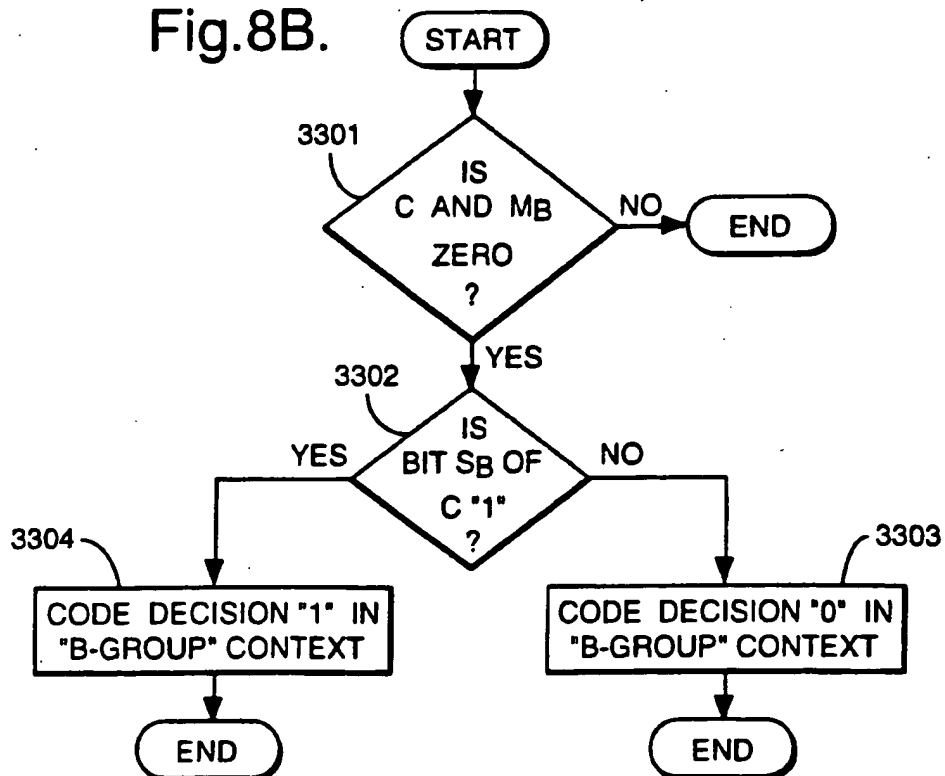 Fig.8B.
START
3301
IS
C AND MB
ZERO
?
NO
END
YES
3302
IS
BIT SB OF
C "1"
?
YES
NO
3304
3303
CODE DECISION "1" IN
"B-GROUP" CONTEXT
CODE DECISION "0" IN
"B-GROUP" CONTEXT
END
END